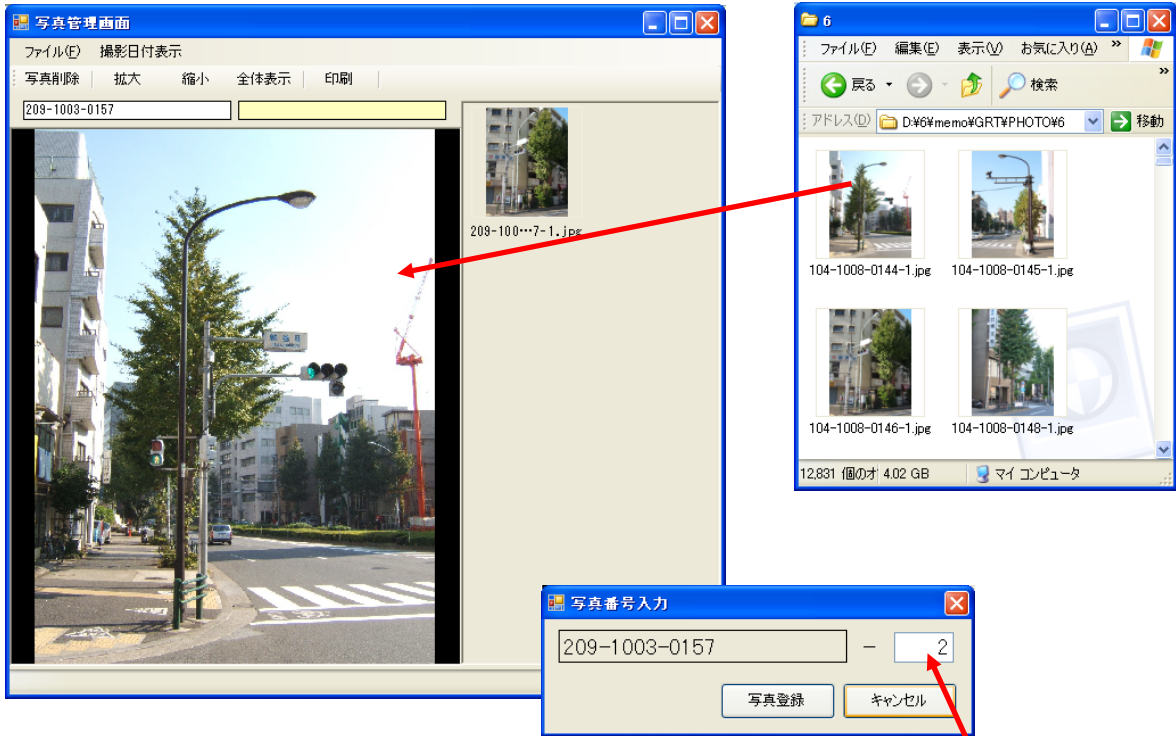 写真管理画面
ファイル(F) 撮影日付表示
写真削除 拡大 縮小 全体表示 印刷
209-1003-0157
209-100…7-1.jpg
6
ファイル(F) 編集(E) 表示(V) お気に入り(A) »
戻る 検索 »
アドレス(D) D:¥6¥memo¥GRT¥PHOTO¥6 移動
104-1008-0144-1.jpg 104-1008-0145-1.jpg
104-1008-0146-1.jpg 104-1008-0148-1.jpg
12,831 個のオ 4.02 GB マイ コンピュータ
写真番号入力
209-1003-0157 － 2
写真登録 キャンセル